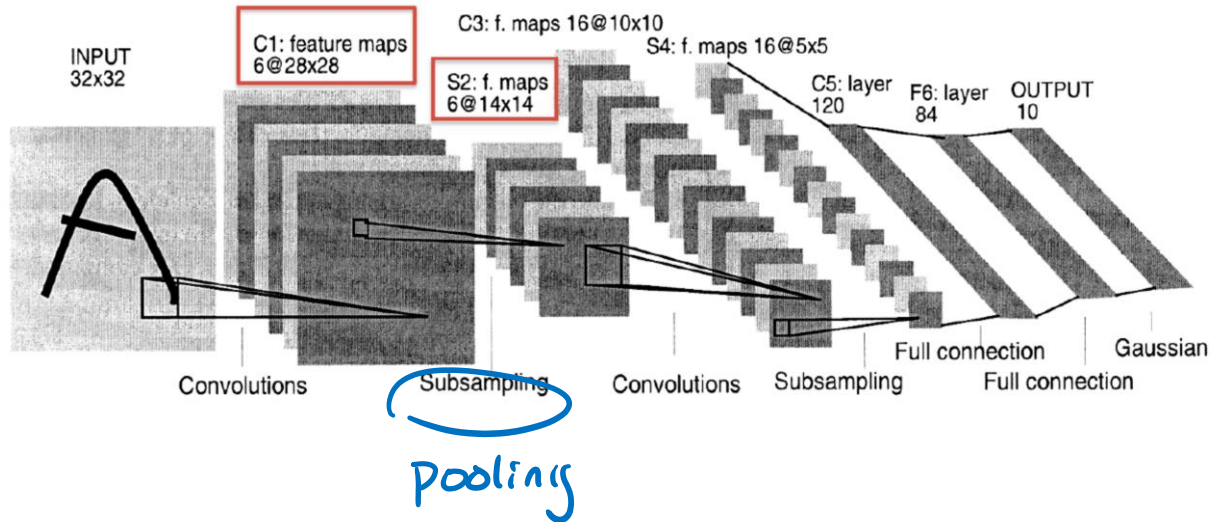 INPUT
32x32
C1: feature maps
6@28x28
S2: f. maps
6@14x14
C3: f. maps 16@10x10
S4: f. maps 16@5x5
C5: layer
120
F6: layer
84
OUTPUT
10
Convolutions
Subsampling
Convolutions
Subsampling
Full connection
Full connection
Gaussian
pooling